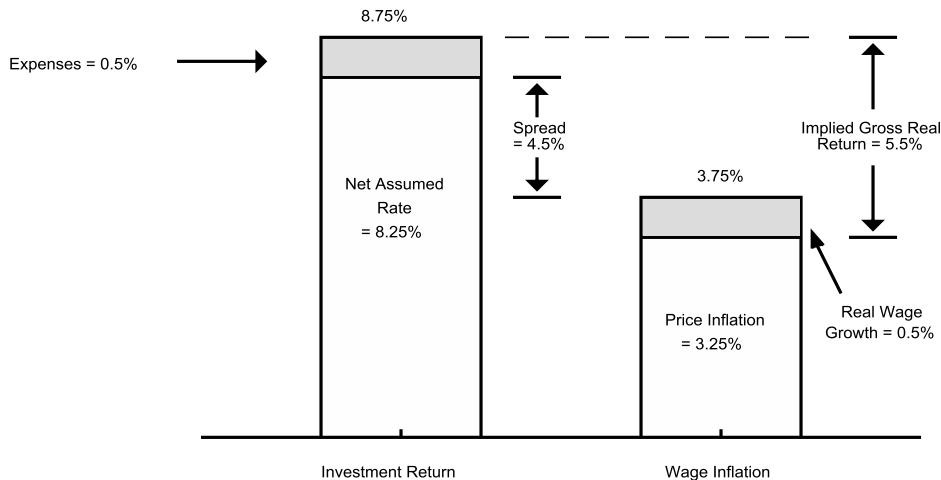 8.75%
Expenses = 0.5%
Spread
= 4.5%
Implied Gross Real
Return = 5.5%
Net Assumed
Rate
= 8.25%
3.75%
Price Inflation
= 3.25%
Real Wage
Growth = 0.5%
Investment Return
Wage Inflation